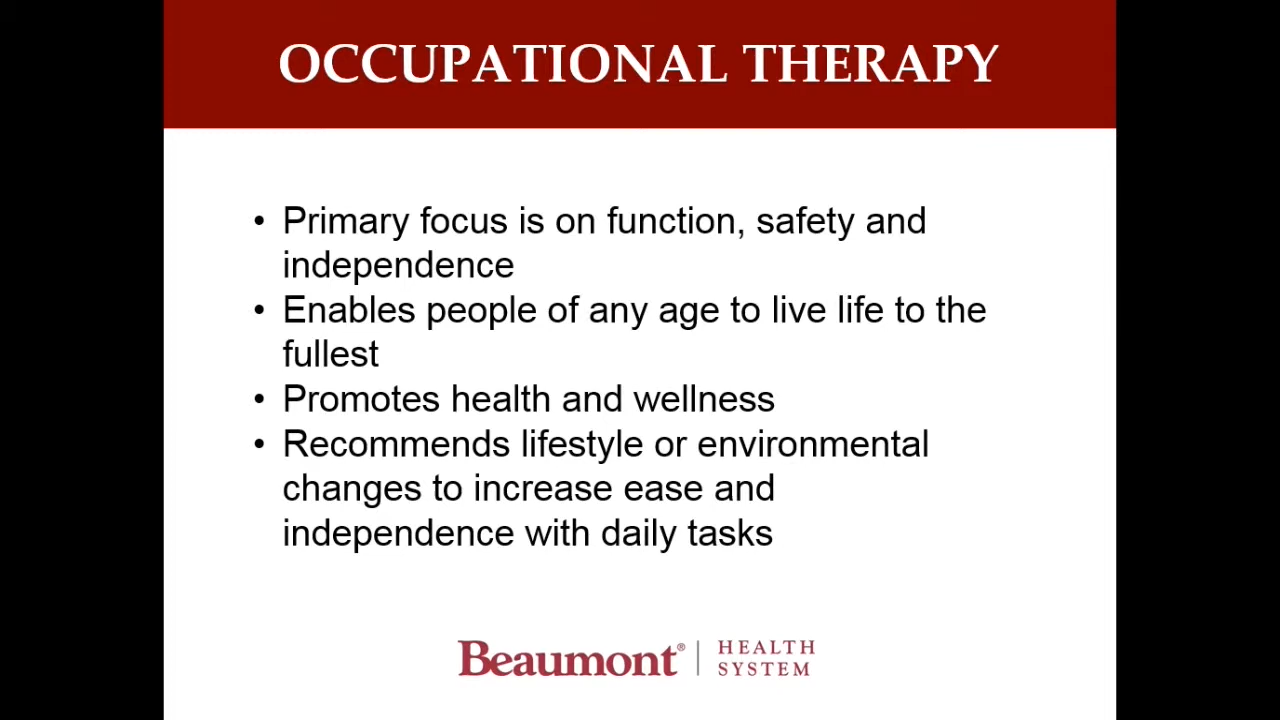 OCCUPATIONAL THERAPY
• Primary focus is on function, safety and
independence
• Enables people of any age to live life to the
fullest
• Promotes health and wellness
• Recommends lifestyle or environmental
changes to increase ease and
independence with daily tasks
Beaumont® | HEALTH
SYSTEM